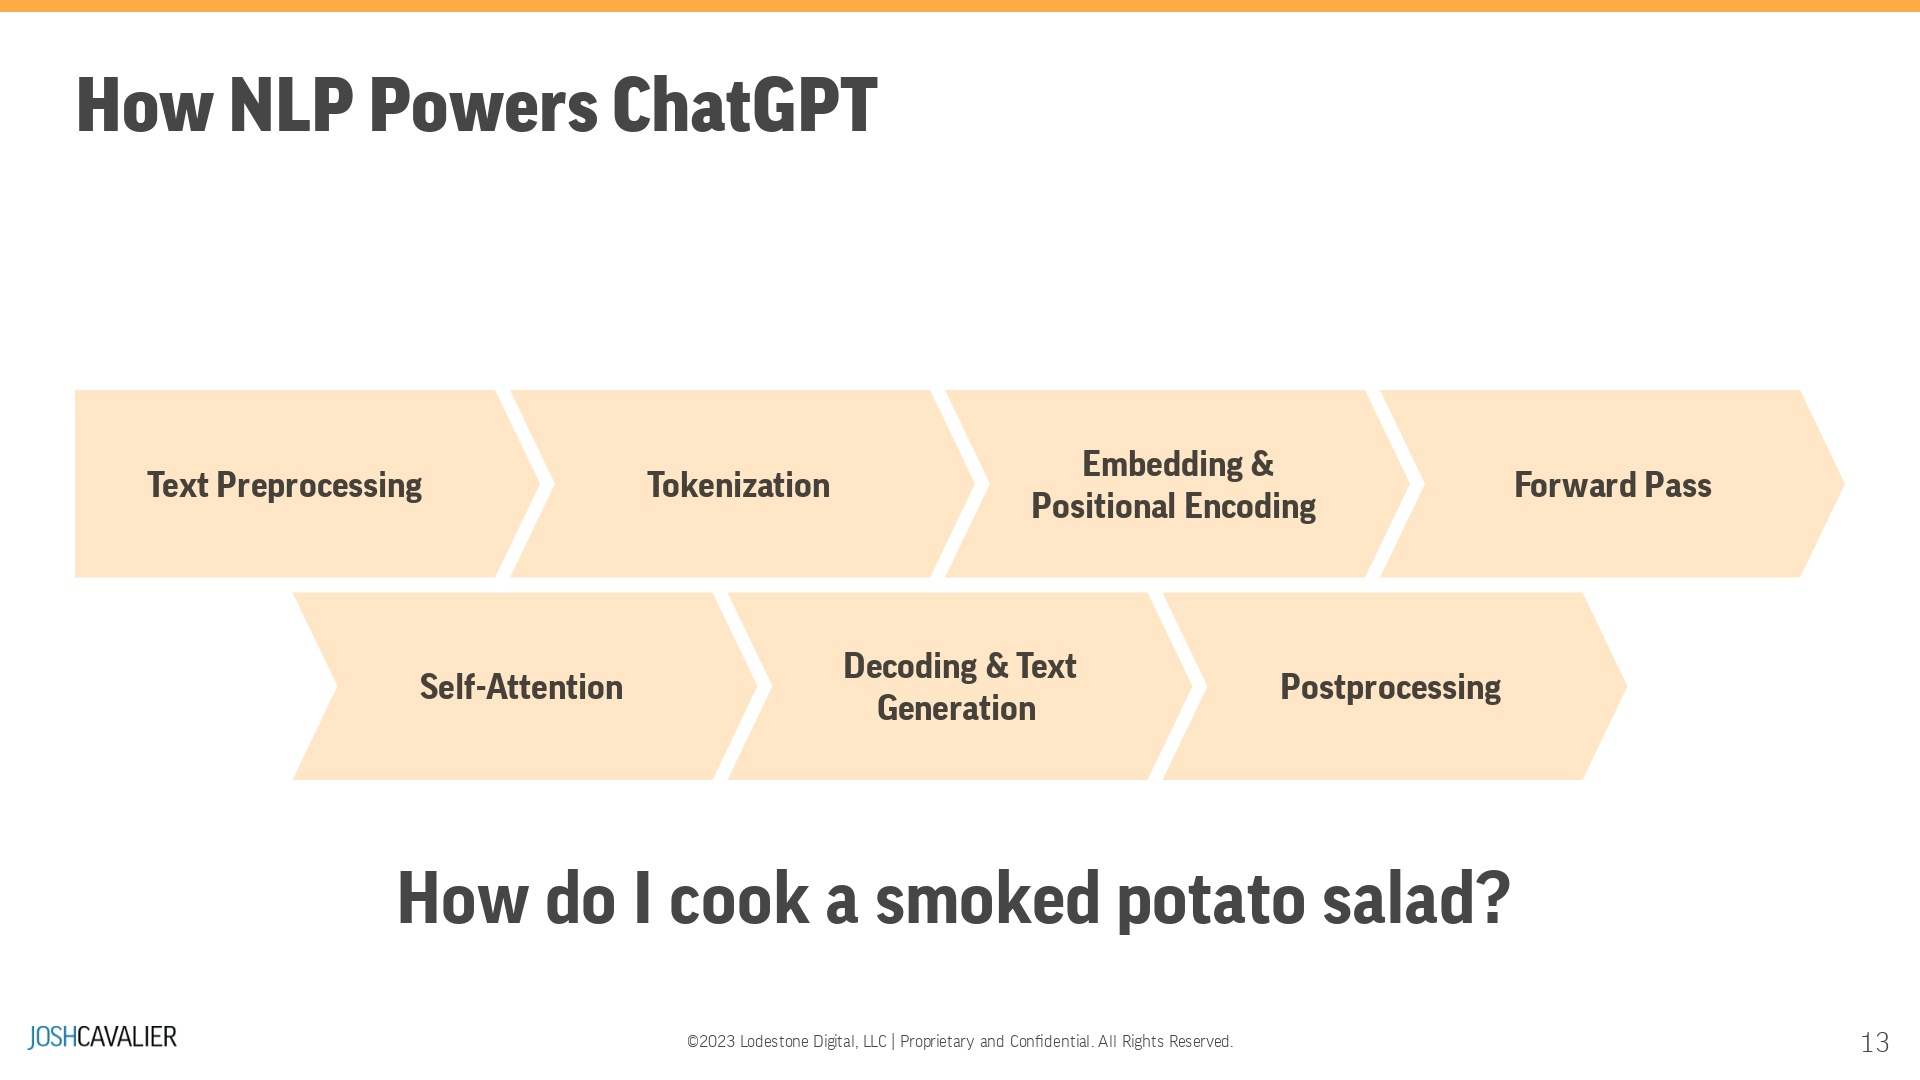 How NLP Powers ChatGPT
Text Preprocessing
Tokenization
Embedding &
Positional Encoding
Forward Pass
Self-Attention
Decoding & Text
Generation
Postprocessing
How do I cook a smoked potato salad?
JOSHCAVALIER
©2023 Lodestone Digital, LLC | Proprietary and Confidential. All Rights Reserved.
13